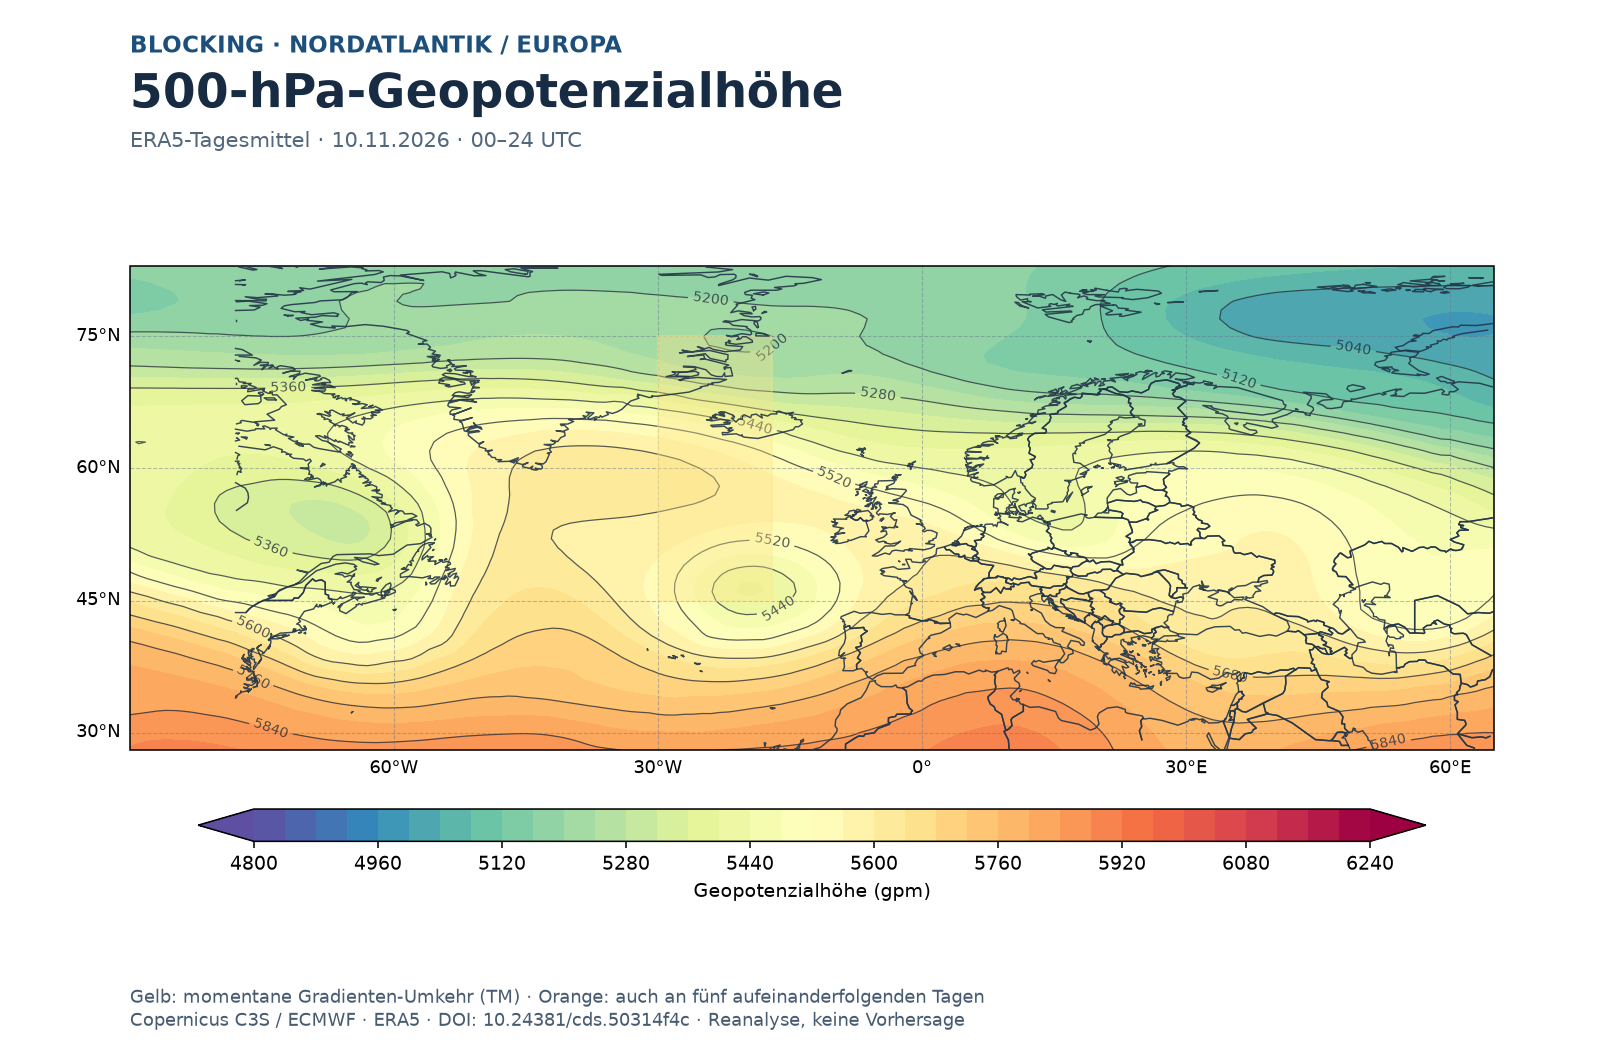 BLOCKING · NORDATLANTIK / EUROPA
500-hPa-Geopotenzialhöhe
ERA5-Tagesmittel · 10.11.2026 · 00–24 UTC
5200
75°N
5200
5040
5120
5360
5280
5440
5520
60°N
5520
5360
45°N
5440
5600
5680
5760
5840
30°N
5840
60°W 30°W 0° 30°E 60°E
4800 4960 5120 5280 5440 5600 5760 5920 6080 6240
Geopotenzialhöhe (gpm)
Gelb: momentane Gradienten-Umkehr (TM) · Orange: auch an fünf aufeinanderfolgenden Tagen
Copernicus C3S / ECMWF · ERA5 · DOI: 10.24381/cds.50314f4c · Reanalyse, keine Vorhersage